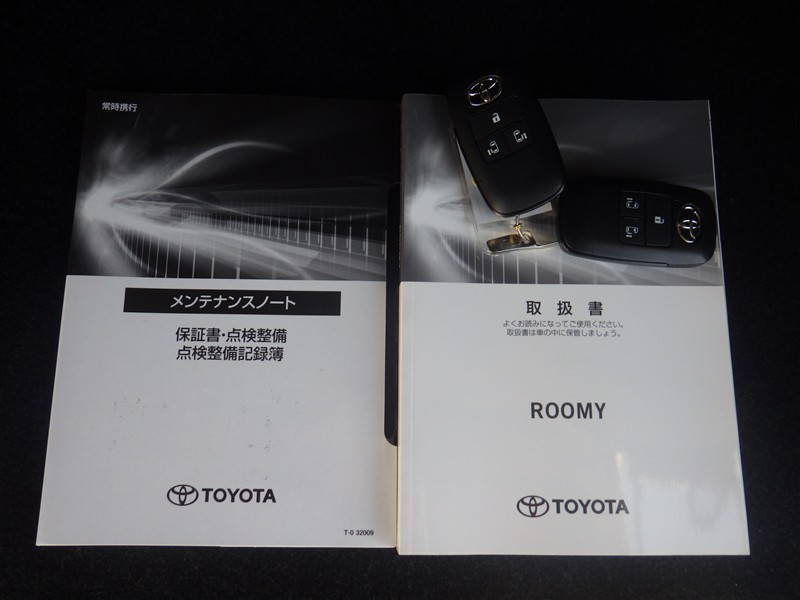 常時携行
メンテナンスノート
保証書・点検整備
点検整備記録簿
TOYOTA
T-0 32009
取扱書
よくお読みになってご使用ください。
取扱書は車の中に保管しましょう。
ROOMY
TOYOTA